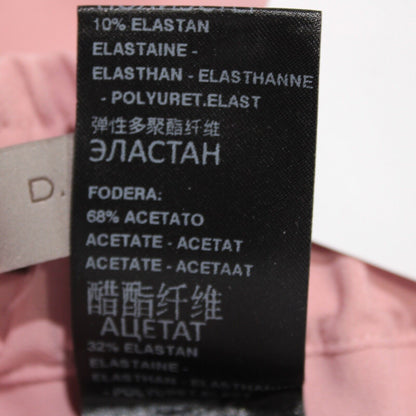 10% ELASTAN
ELASTAINE -
ELASTHAN - ELASTHANNE
- POLYURET.ELAST
弹性多聚酯纤维
ЭЛАСТАН
D.
FODERA:
68% ACETATO
ACETATE - ACETAT
ACETATE - ACETAAT
醋酯纤维
АЦЕТАТ
32% ELASTAN
ELASTAINE -